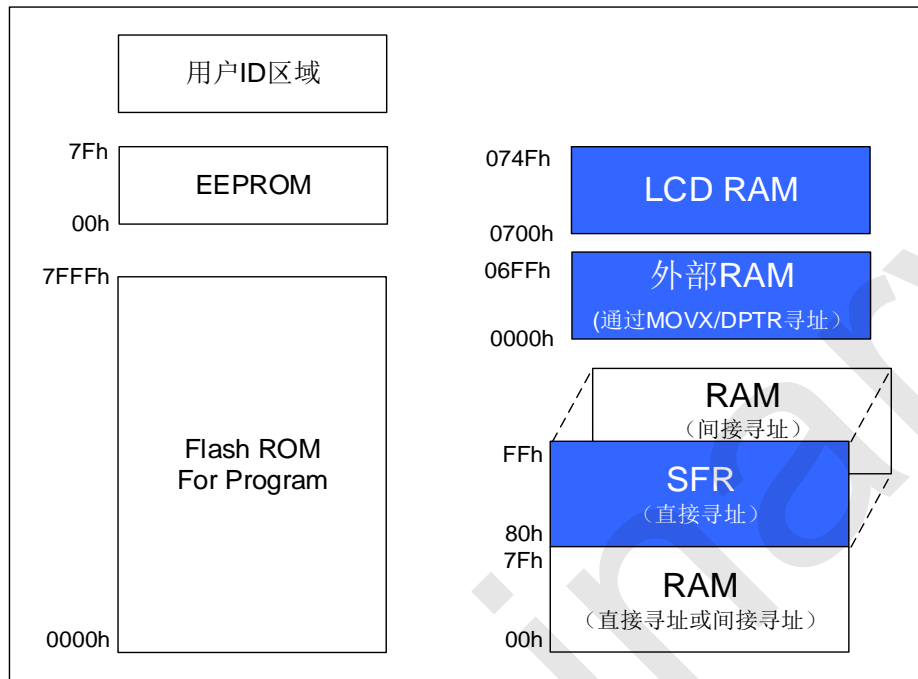 用户ID区域
7Fh
EEPROM
00h
7FFFh
Flash ROM
For Program
0000h
074Fh
LCD RAM
0700h
06FFh
外部RAM
(通过MOVX/DPTR寻址）
0000h
RAM
（间接寻址）
FFh
SFR
（直接寻址）
80h
7Fh
RAM
（直接寻址或间接寻址）
00h